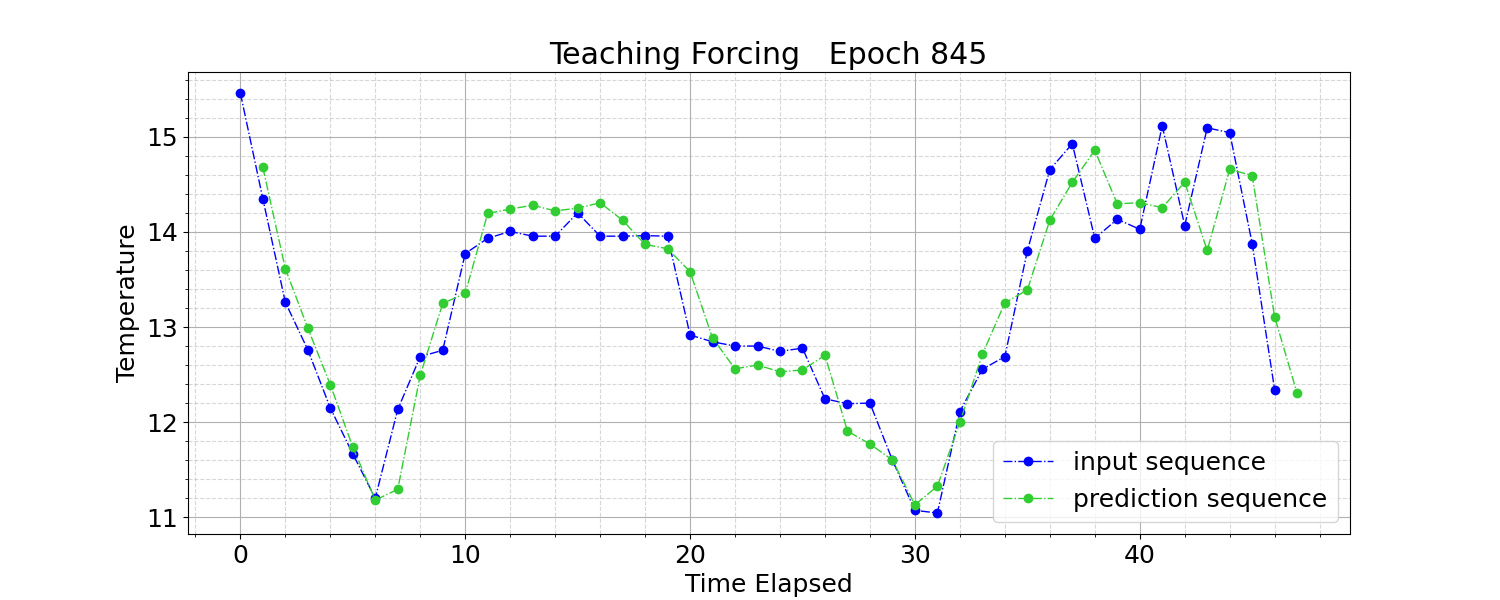 Teaching Forcing   Epoch 845
15
14
13
12
11
Temperature
input sequence
prediction sequence
0 10 20 30 40
Time Elapsed